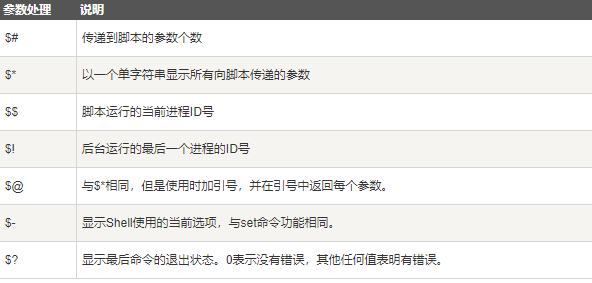 参数处理 说明
$# 传递到脚本的参数个数
$* 以一个单字符串显示所有向脚本传递的参数
$$ 脚本运行的当前进程ID号
$! 后台运行的最后一个进程的ID号
$@ 与$*相同，但是使用时加引号，并在引号中返回每个参数。
$- 显示Shell使用的当前选项，与set命令功能相同。
$? 显示最后命令的退出状态。0表示没有错误，其他任何值表明有错误。